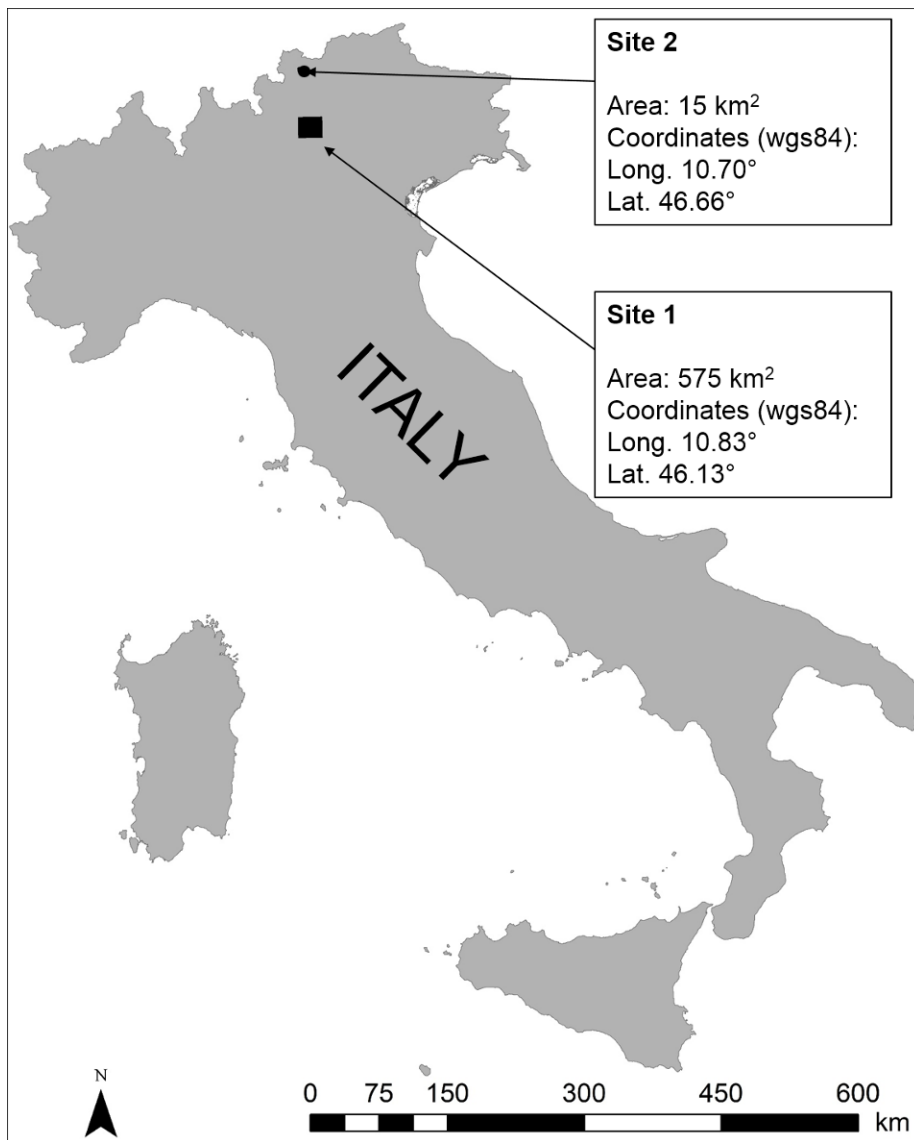 Site 2
Area: 15 km²
Coordinates (wgs84):
Long. 10.70°
Lat. 46.66°
Site 1
Area: 575 km²
Coordinates (wgs84):
Long. 10.83°
Lat. 46.13°
ITALY
N
0 75 150 300 450 600
km